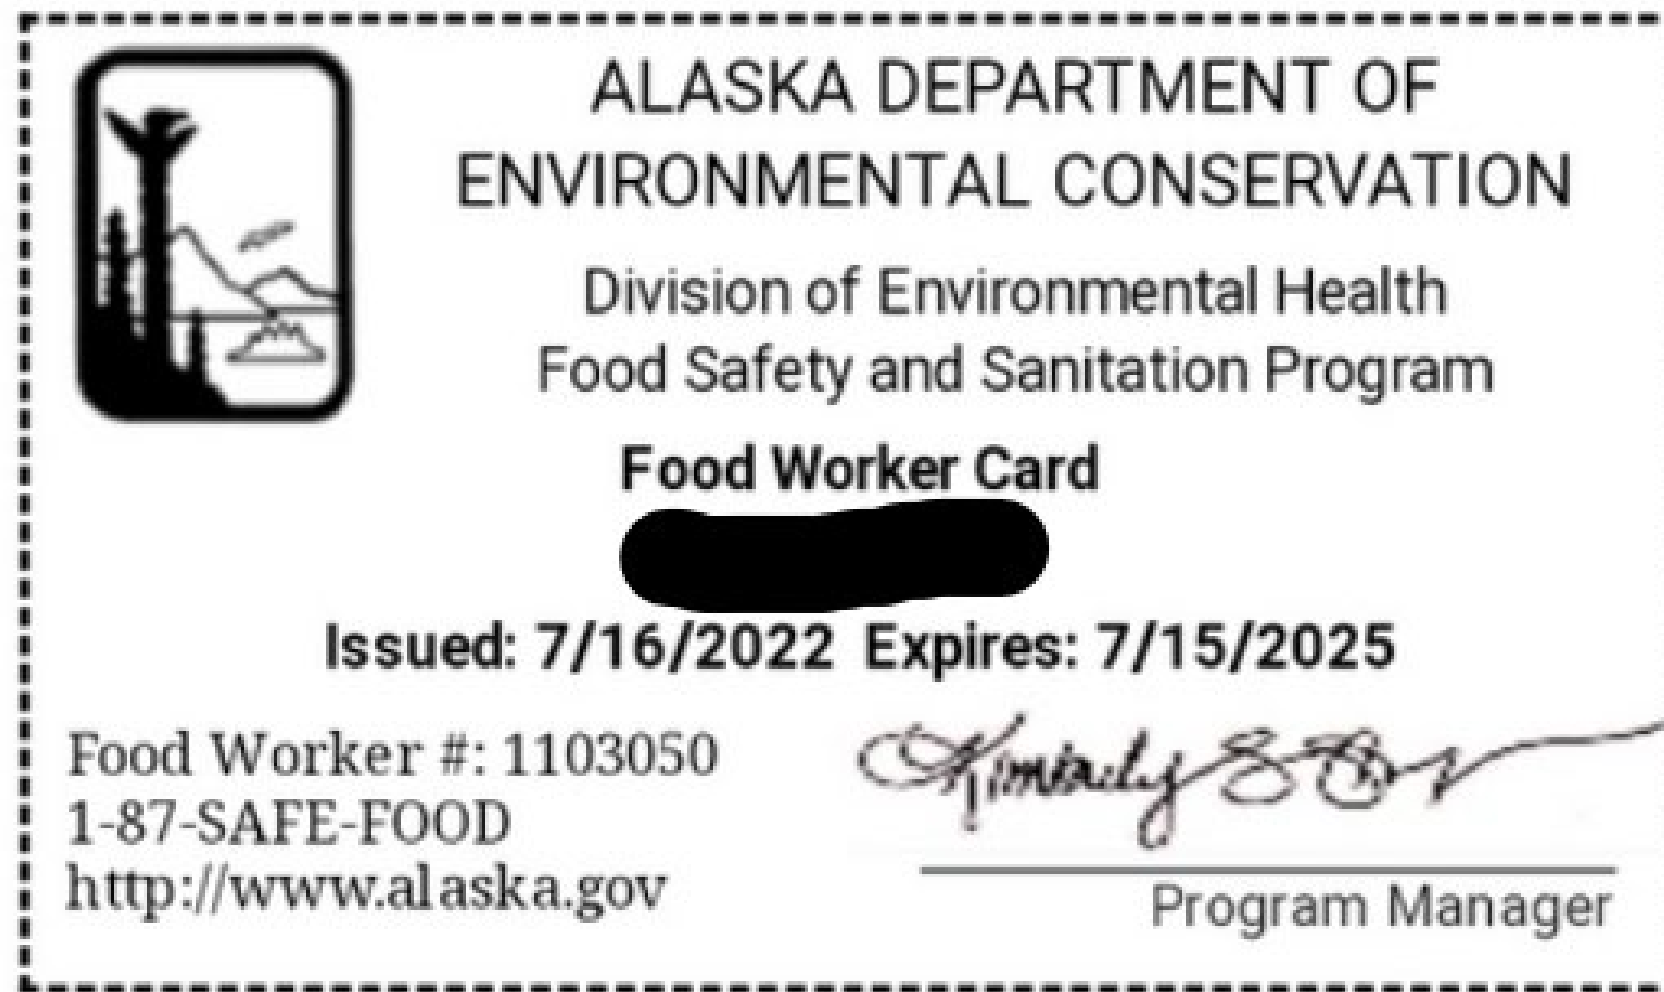 ALASKA DEPARTMENT OF
ENVIRONMENTAL CONSERVATION
Division of Environmental Health
Food Safety and Sanitation Program
Food Worker Card
Issued: 7/16/2022 Expires: 7/15/2025
Food Worker #: 1103050
1-87-SAFE-FOOD
http://www.alaska.gov
Kimberly
Program Manager